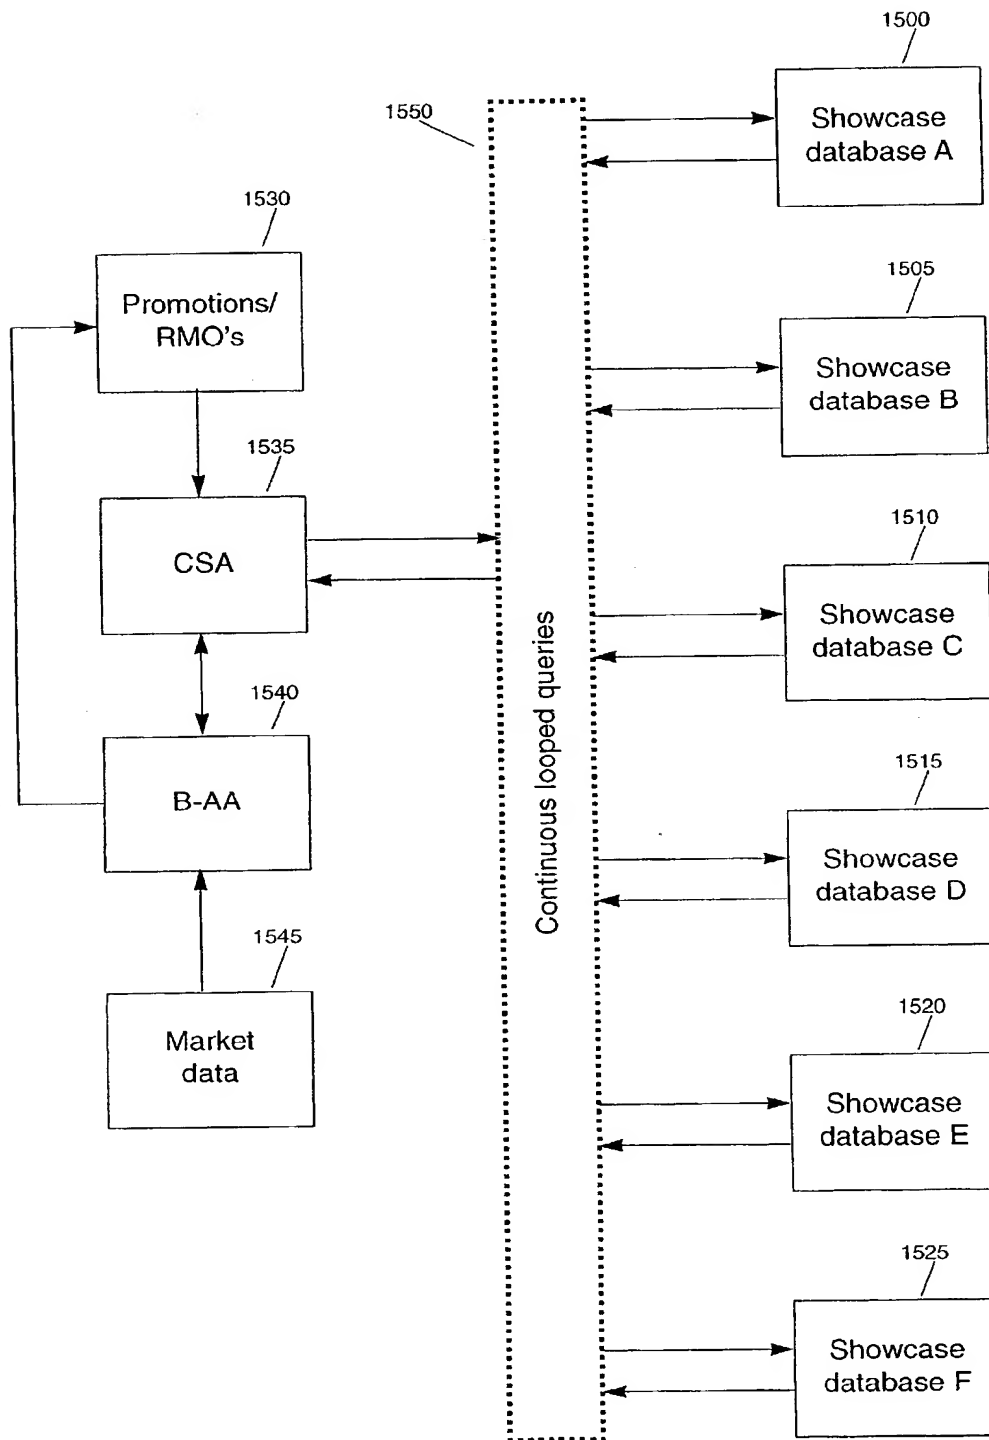 1500
Showcase
database A
1550
1530
Promotions/
RMO's
1505
Showcase
database B
1535
CSA
1510
Showcase
database C
Continuous looped queries
1540
B-AA
1515
Showcase
database D
1545
Market
data
1520
Showcase
database E
1525
Showcase
database F